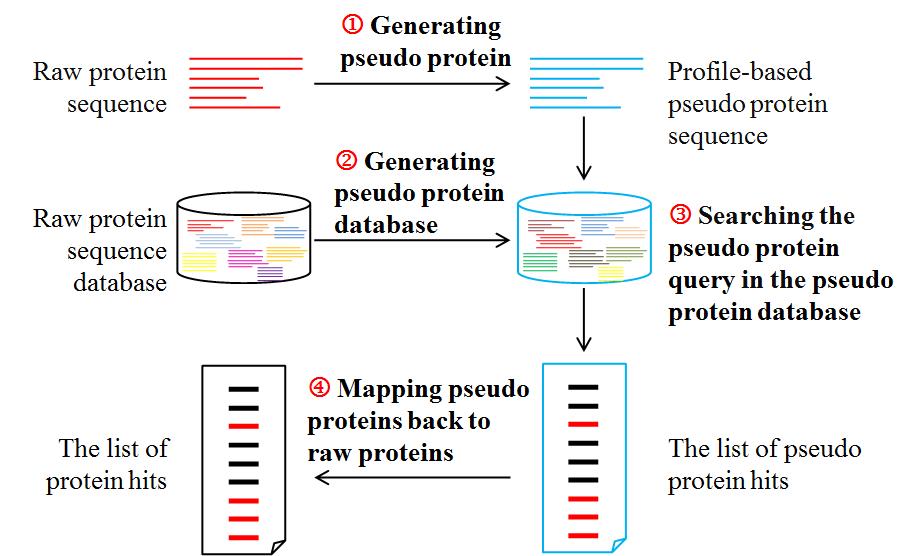 ① Generating
pseudo protein
Raw protein
sequence
Profile-based
pseudo protein
sequence
② Generating
pseudo protein
database
Raw protein
sequence
database
③ Searching the
pseudo protein
query in the pseudo
protein database
④ Mapping pseudo
proteins back to
raw proteins
The list of
protein hits
The list of pseudo
protein hits